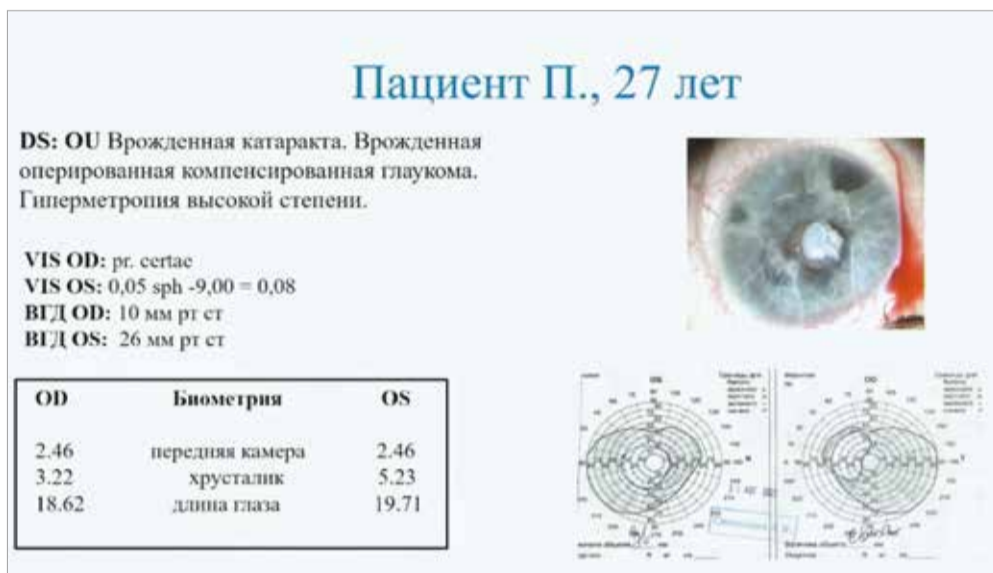 Пациент П., 27 лет
DS: OU Врожденная катаракта. Врожденная
оперированная компенсированная глаукома.
Гиперметропия высокой степени.
VIS OD: pr. certae
VIS OS: 0,05 sph -9,00 = 0,08
ВГД OD: 10 мм рт ст
ВГД OS: 26 мм рт ст
OD Биометрия OS
2.46 передняя камера 2.46
3.22 хрусталик 5.23
18.62 длина глаза 19.71
OS
OD